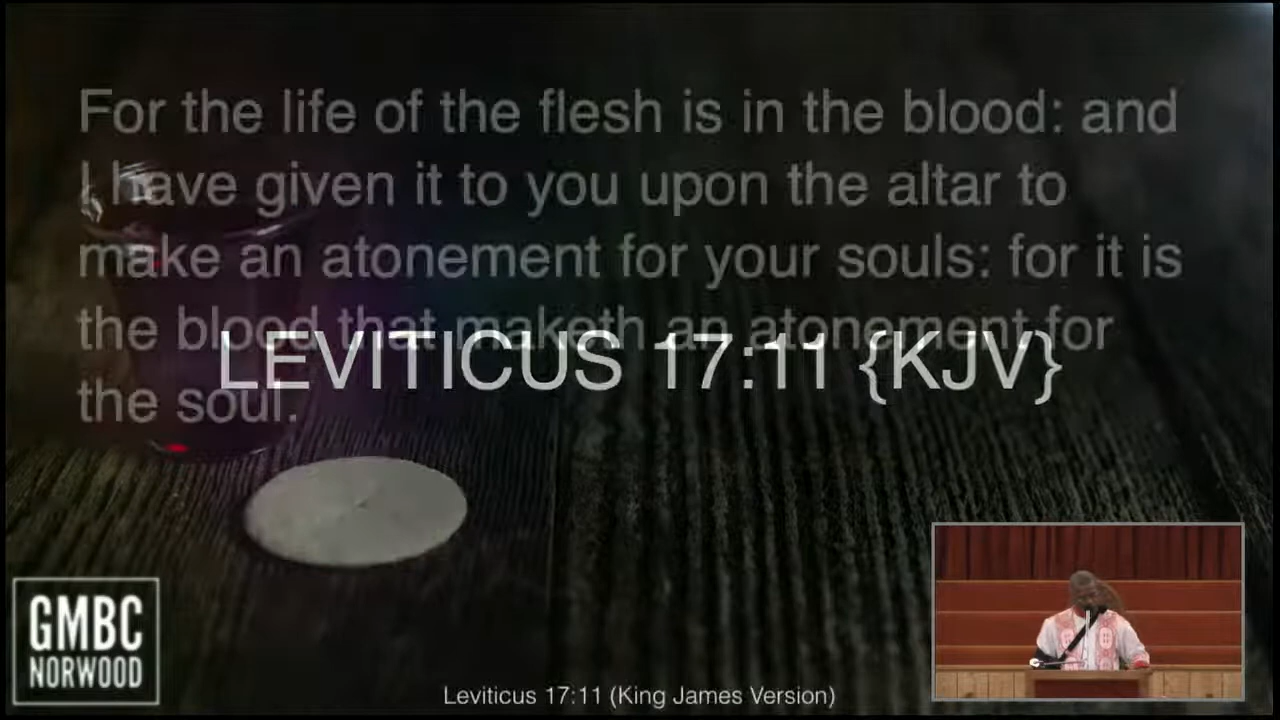 For the life of the flesh is in the blood: and
I have given it to you upon the altar to
make an atonement for your souls: for it is
the blood that maketh an atonement for
LEVITICUS 17:11 {KJV}
the soul.
GMBC
NORWOOD
Leviticus 17:11 (King James Version)